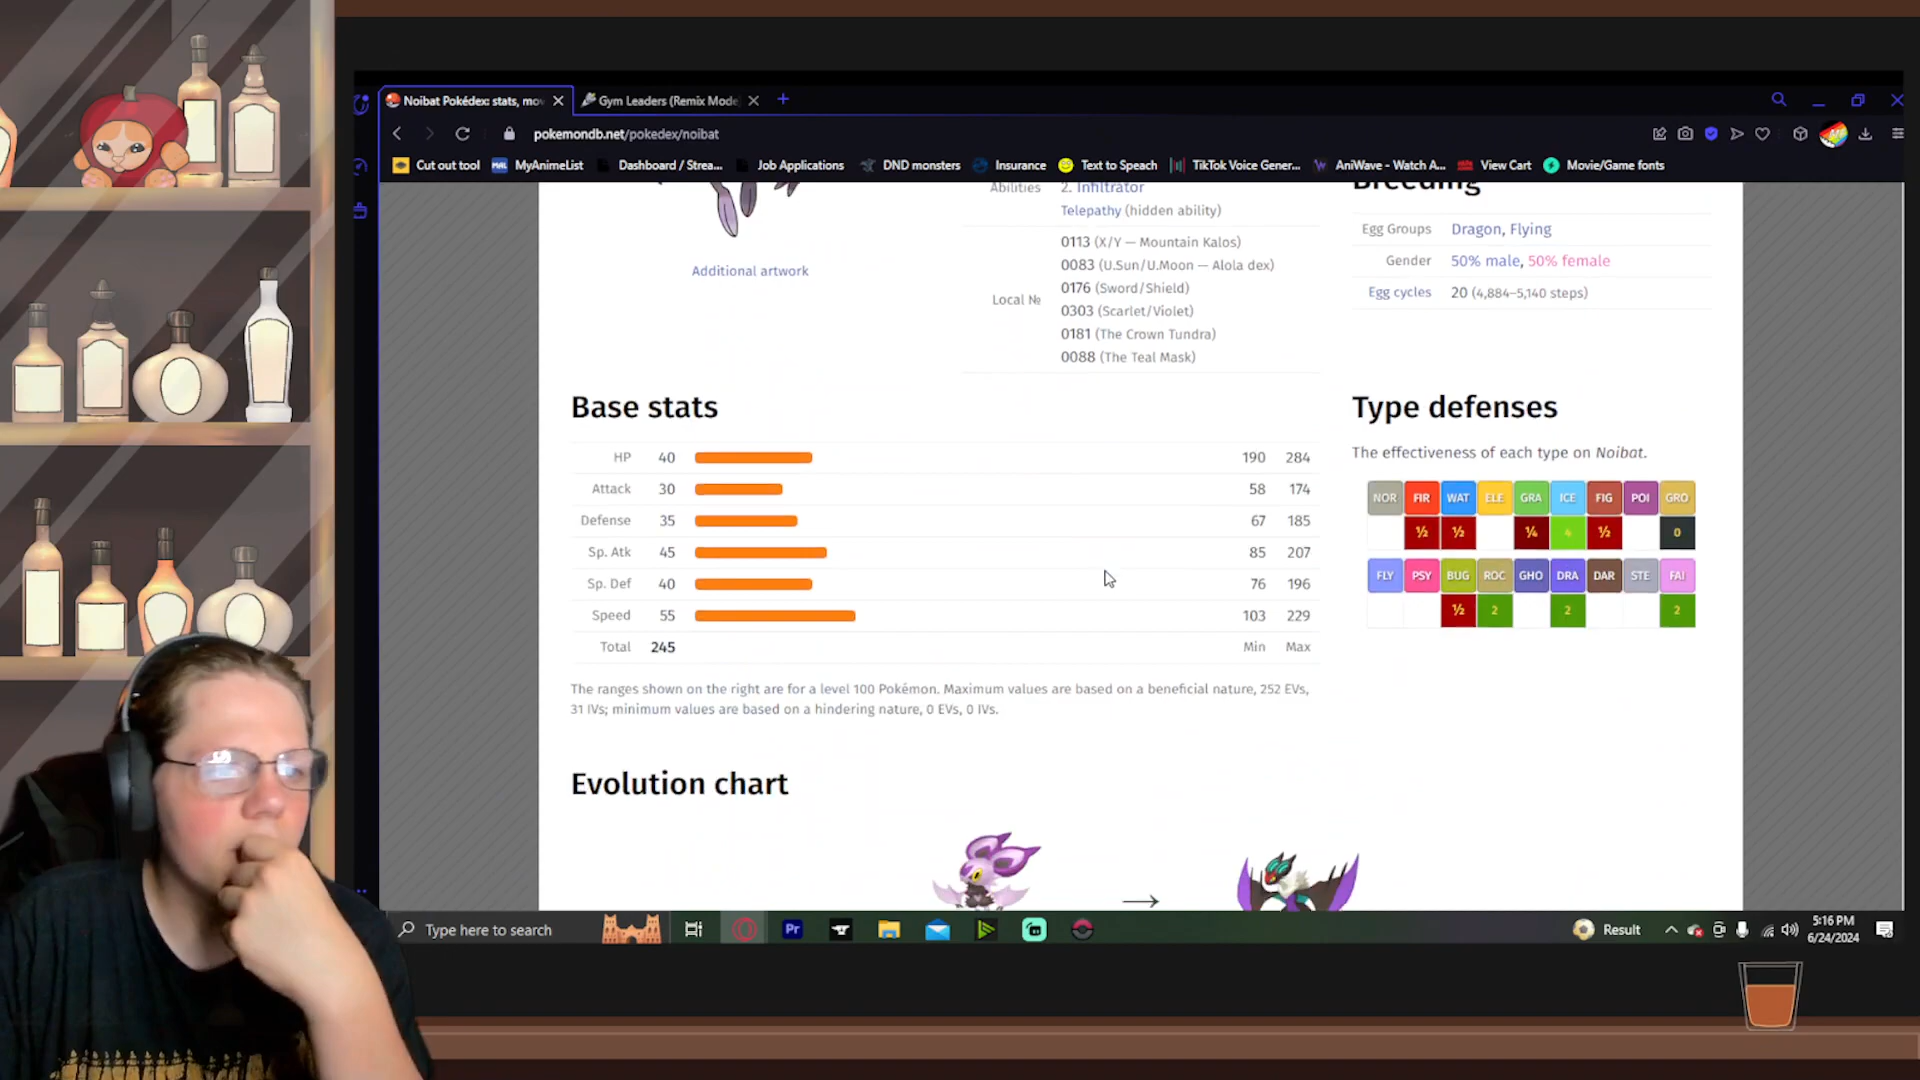 Noibat Pokédex: stats, mov
Gym Leaders (Remix Mode
pokemondb.net/pokedex/noibat
Cut out tool
MyAnimeList
Dashboard / Strea...
Job Applications
DND monsters
Insurance
Text to Speech
TikTok Voice Gener...
AniWave - Watch A...
View Cart
Movie/Game fonts
Additional artwork
Abilities
2. Infiltrator
Telepathy (hidden ability)
Local №
0113 (X/Y — Mountain Kalos)
0083 (U.Sun/U.Moon — Alola dex)
0176 (Sword/Shield)
0303 (Scarlet/Violet)
0181 (The Crown Tundra)
0088 (The Teal Mask)
Breeding
Egg Groups Dragon, Flying
Gender 50% male, 50% female
Egg cycles 20 (4,884–5,140 steps)
Base stats
HP 40 190 284
Attack 30 58 174
Defense 35 67 185
Sp. Atk 45 85 207
Sp. Def 40 76 196
Speed 55 103 229
Total 245 Min Max
The ranges shown on the right are for a level 100 Pokémon. Maximum values are based on a beneficial nature, 252 EVs,
31 IVs; minimum values are based on a hindering nature, 0 EVs, 0 IVs.
Type defenses
The effectiveness of each type on Noibat.
NOR FIR WAT ELE GRA ICE FIG POI GRO
½ ½ ¼ 4 ½ 0
FLY PSY BUG ROC GHO DRA DAR STE FAI
½ 2 2 2
Evolution chart
Type here to search
Pr
Result
5:16 PM
6/24/2024